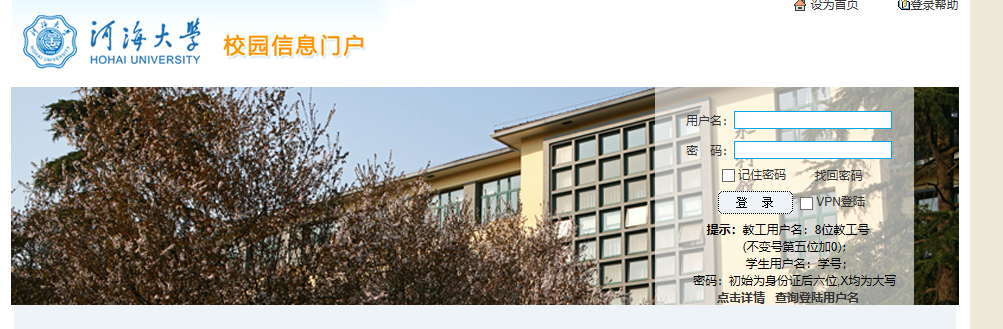 设为首页 登录帮助
河海大学 校园信息门户
HOHAI UNIVERSITY
用户名:
密 码:
记住密码 找回密码
登 录 VPN登陆
提示: 教工用户名: 8位教工号
(不变号第五位加0);
学生用户名: 学号;
密码: 初始为身份证后六位,X均为大写
点击详情 查询登陆用户名